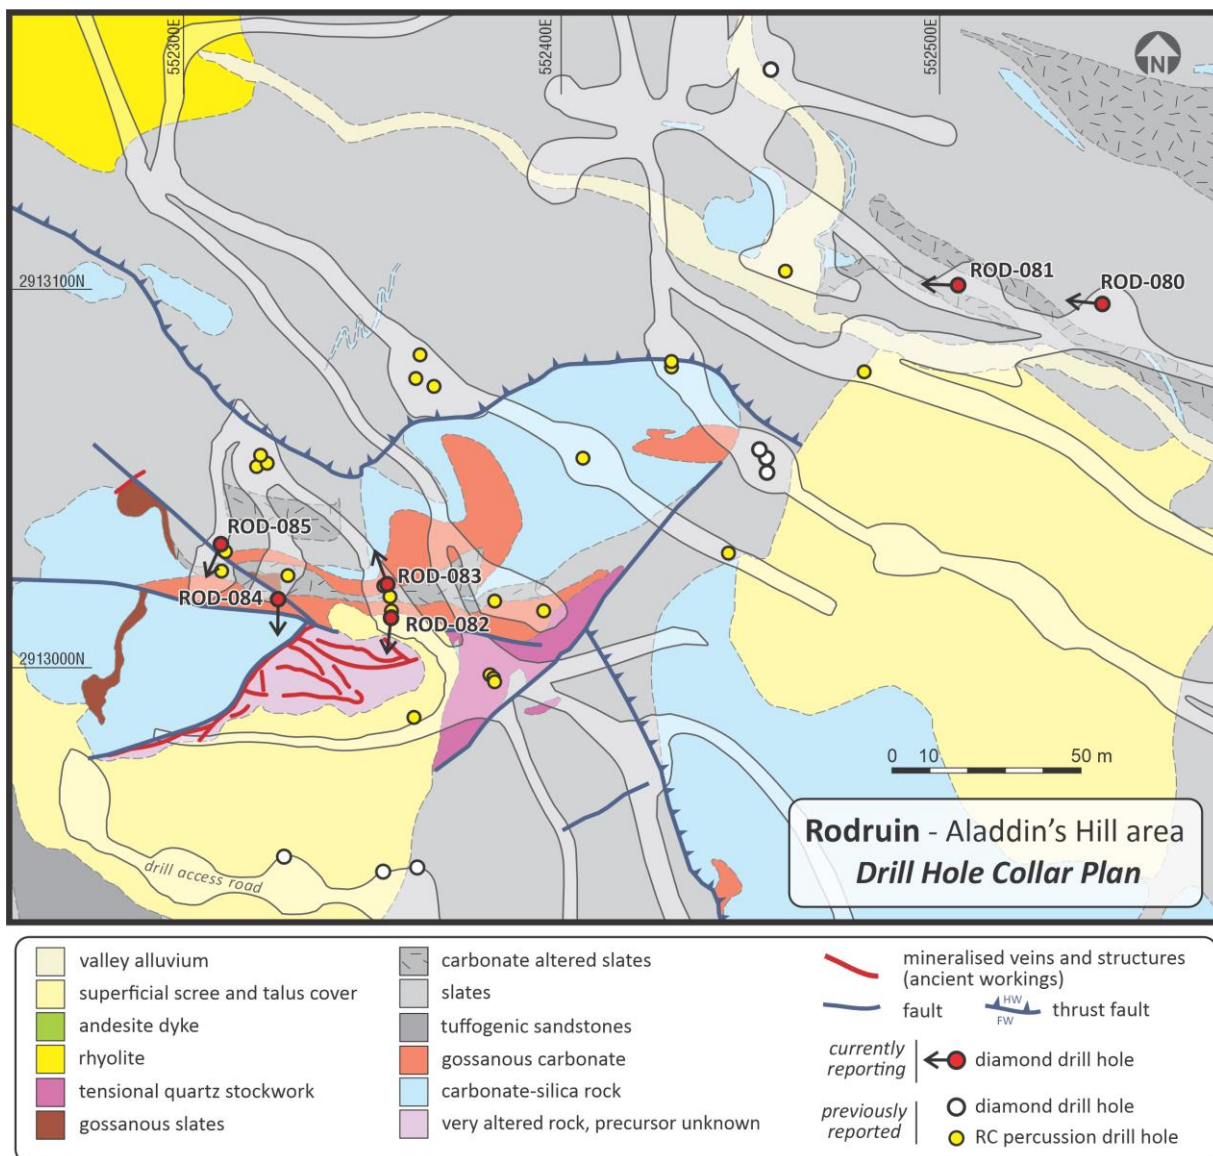 552300E
552400E
552500E
N
2913100N
ROD-081
ROD-080
ROD-085
ROD-083
ROD-084
ROD-082
2913000N
0 10 50 m
Rodruin - Aladdin's Hill area
Drill Hole Collar Plan
drill access road
valley alluvium
superficial scree and talus cover
andesite dyke
rhyolite
tensional quartz stockwork
gossanous slates
carbonate altered slates
slates
tuffogenic sandstones
gossanous carbonate
carbonate-silica rock
very altered rock, precursor unknown
mineralised veins and structures
(ancient workings)
fault
HW
FW
thrust fault
currently
reporting
diamond drill hole
previously
reported
diamond drill hole
RC percussion drill hole